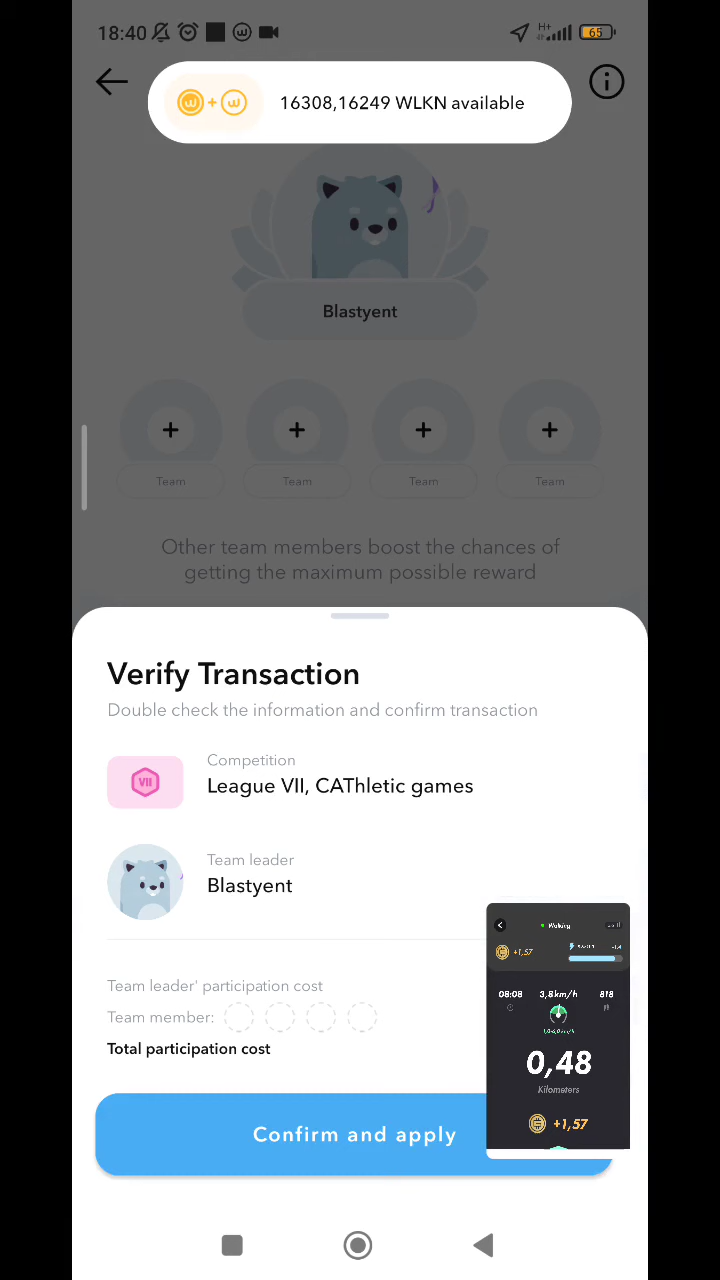 18:40
H+
65
16308,16249 WLKN available
Blastyent
Team
Team
Team
Team
Other team members boost the chances of
getting the maximum possible reward
Verify Transaction
Double check the information and confirm transaction
Competition
VII
League VII, CAThletic games
Team leader
Blastyent
Team leader' participation cost
Team member:
Total participation cost
Confirm and apply
Walking
+1,57
08:08
3,8km/h
818
0,48
Kilometers
+1,57